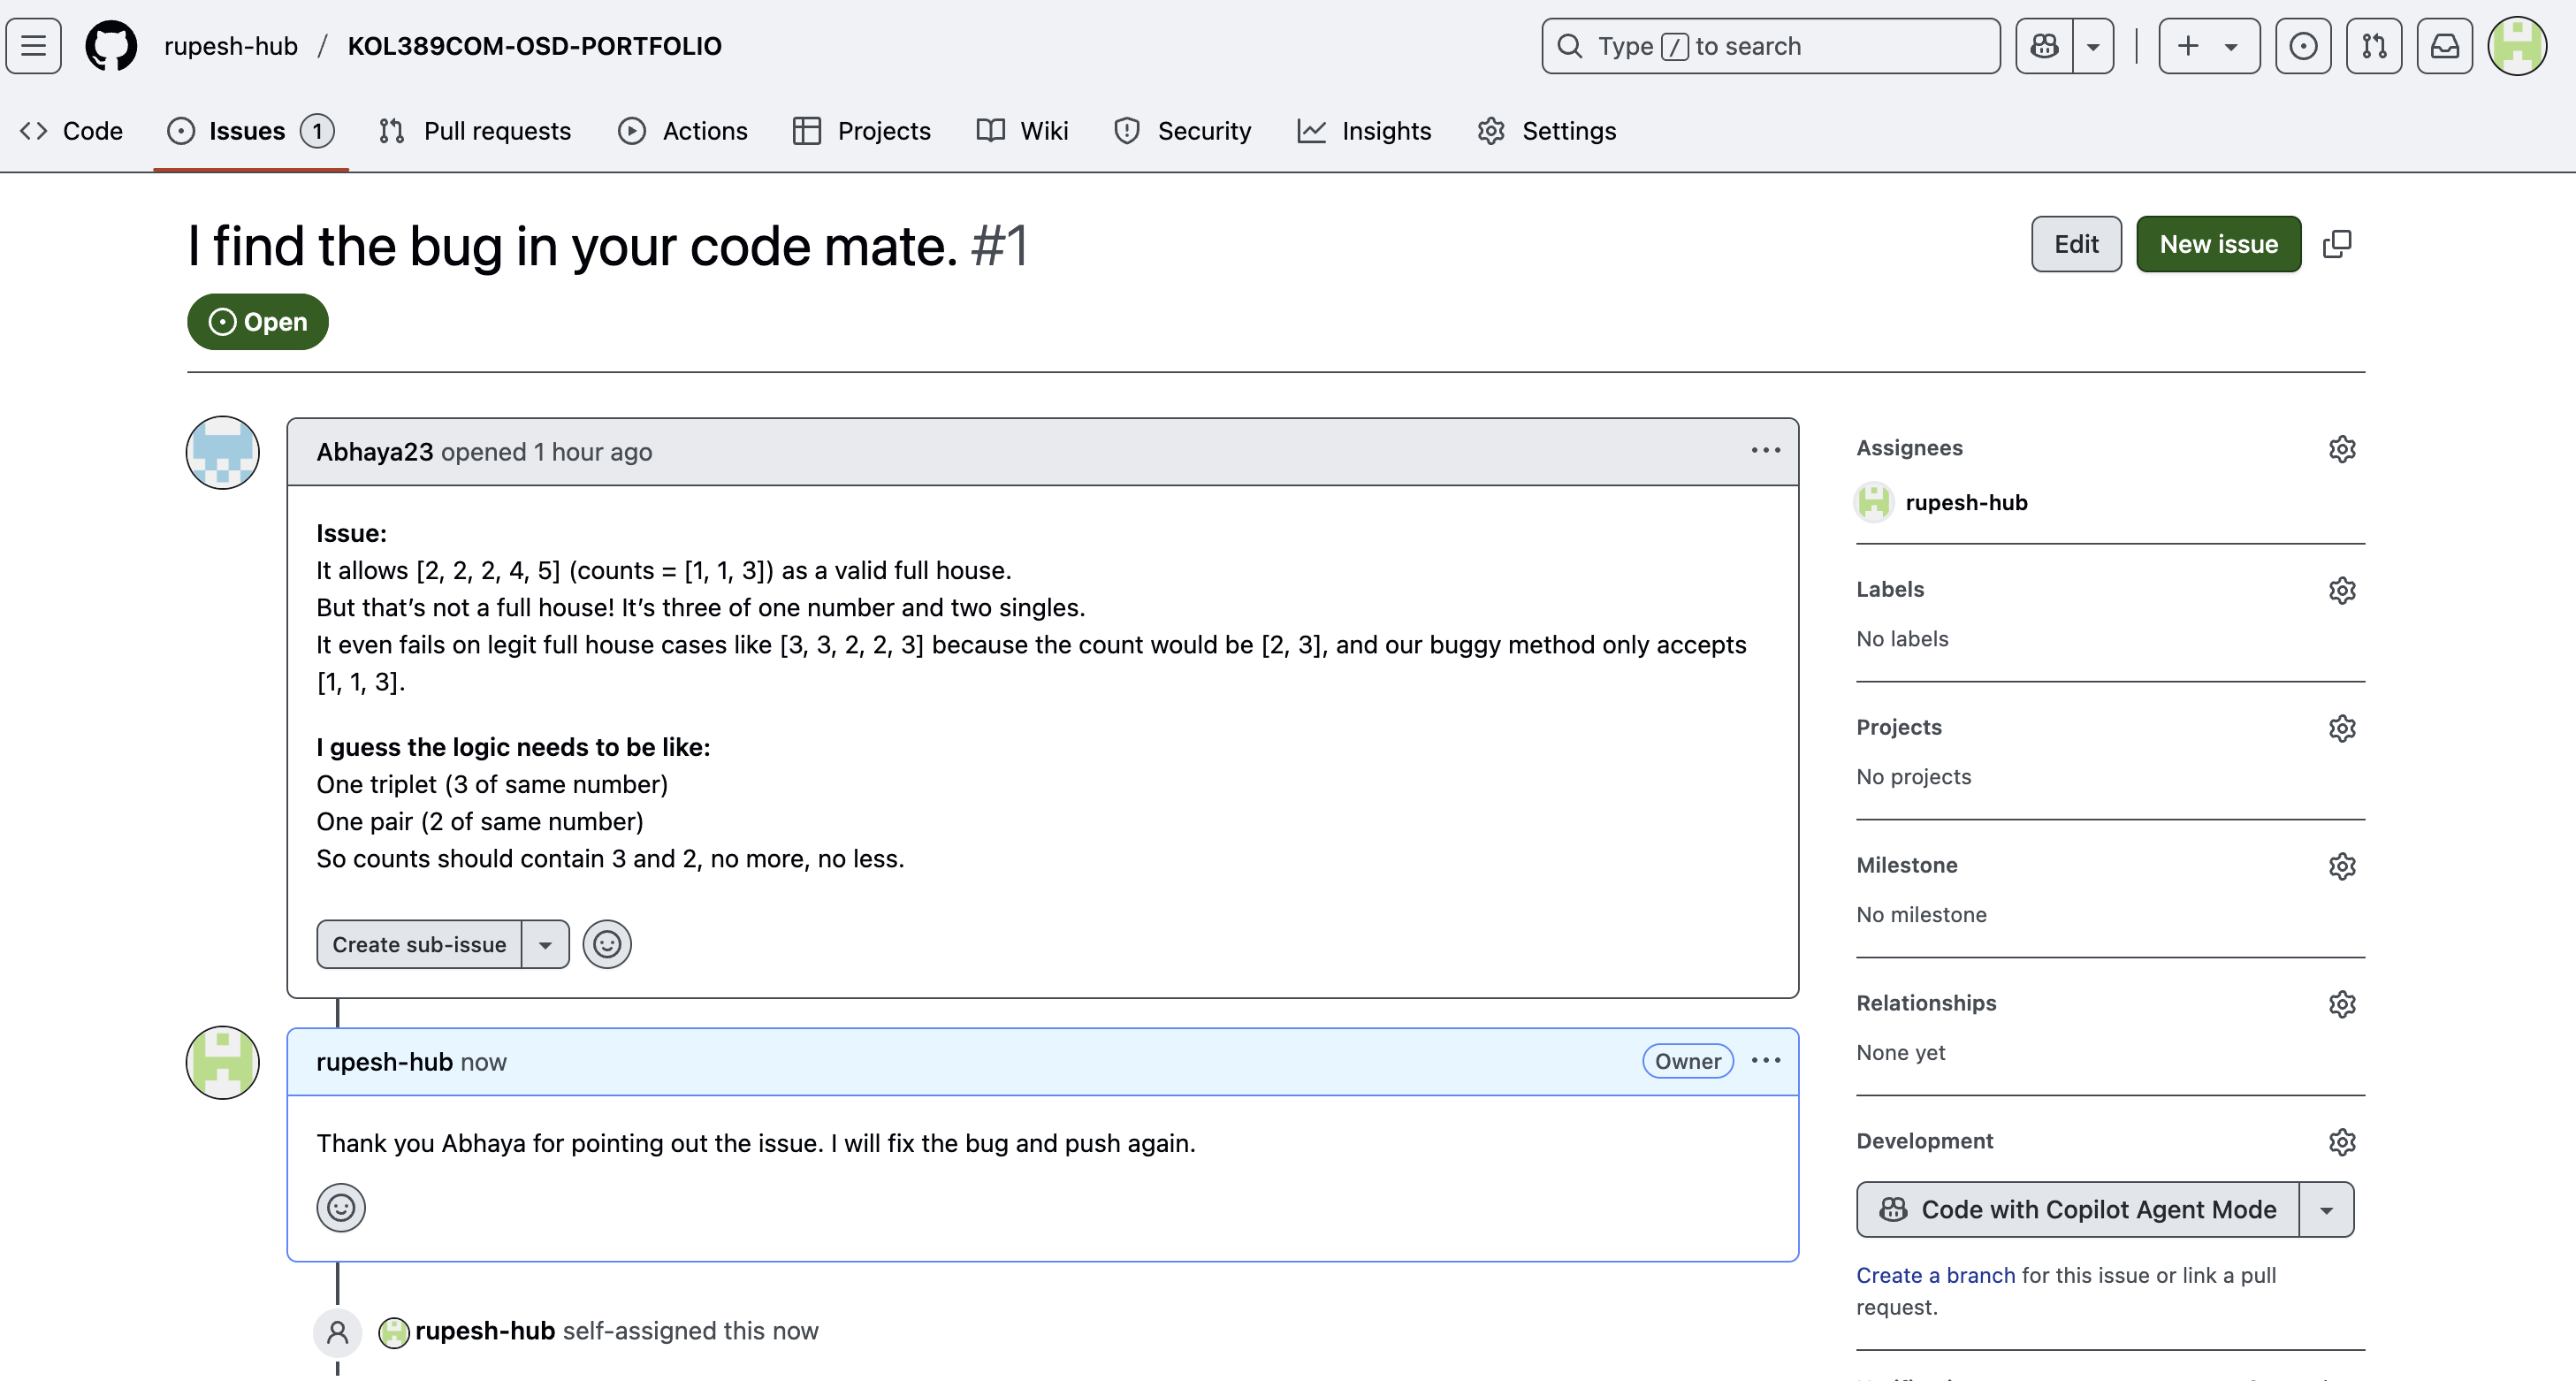 rupesh-hub / KOL389COM-OSD-PORTFOLIO
Type / to search
Code
Issues 1
Pull requests
Actions
Projects
Wiki
Security
Insights
Settings
I find the bug in your code mate. #1
Edit
New issue
Open
Abhaya23 opened 1 hour ago
Issue:
It allows [2, 2, 2, 4, 5] (counts = [1, 1, 3]) as a valid full house.
But that’s not a full house! It’s three of one number and two singles.
It even fails on legit full house cases like [3, 3, 2, 2, 3] because the count would be [2, 3], and our buggy method only accepts
[1, 1, 3].
I guess the logic needs to be like:
One triplet (3 of same number)
One pair (2 of same number)
So counts should contain 3 and 2, no more, no less.
Create sub-issue
rupesh-hub now
Owner
Thank you Abhaya for pointing out the issue. I will fix the bug and push again.
rupesh-hub self-assigned this now
Assignees
rupesh-hub
Labels
No labels
Projects
No projects
Milestone
No milestone
Relationships
None yet
Development
Code with Copilot Agent Mode
Create a branch for this issue or link a pull
request.